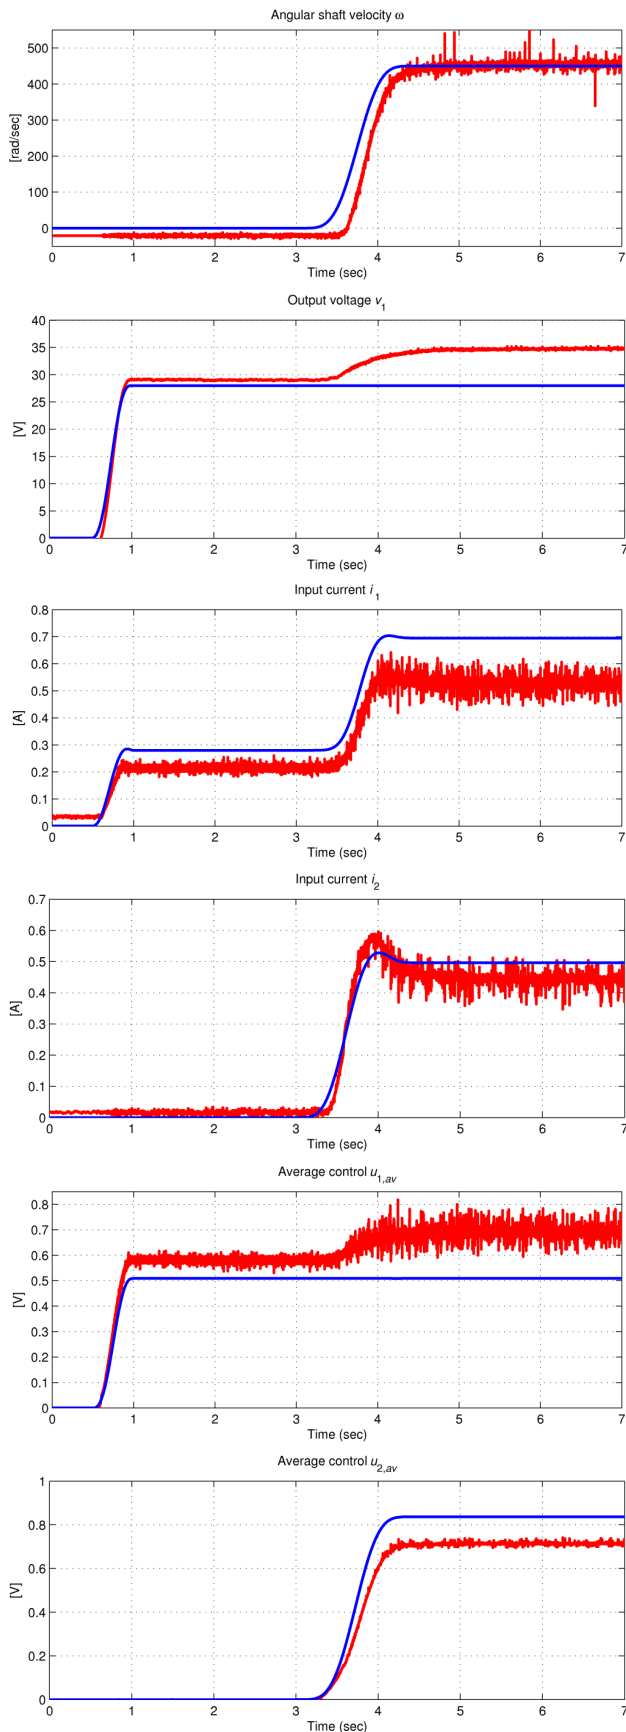 Angular shaft velocity ω
500
400
300
200
100
0
[rad/sec]
0 1 2 3 4 5 6 7
Time (sec)
Output voltage v1
40
35
30
25
20
15
10
5
0
[V]
0 1 2 3 4 5 6 7
Time (sec)
Input current i1
0.8
0.7
0.6
0.5
0.4
0.3
0.2
0.1
0
[A]
0 1 2 3 4 5 6 7
Time (sec)
Input current i2
0.7
0.6
0.5
0.4
0.3
0.2
0.1
0
[A]
0 1 2 3 4 5 6 7
Time (sec)
Average control u1,av
0.8
0.7
0.6
0.5
0.4
0.3
0.2
0.1
0
[V]
0 1 2 3 4 5 6 7
Time (sec)
Average control u2,av
1
0.8
0.6
0.4
0.2
0
[V]
0 1 2 3 4 5 6 7
Time (sec)